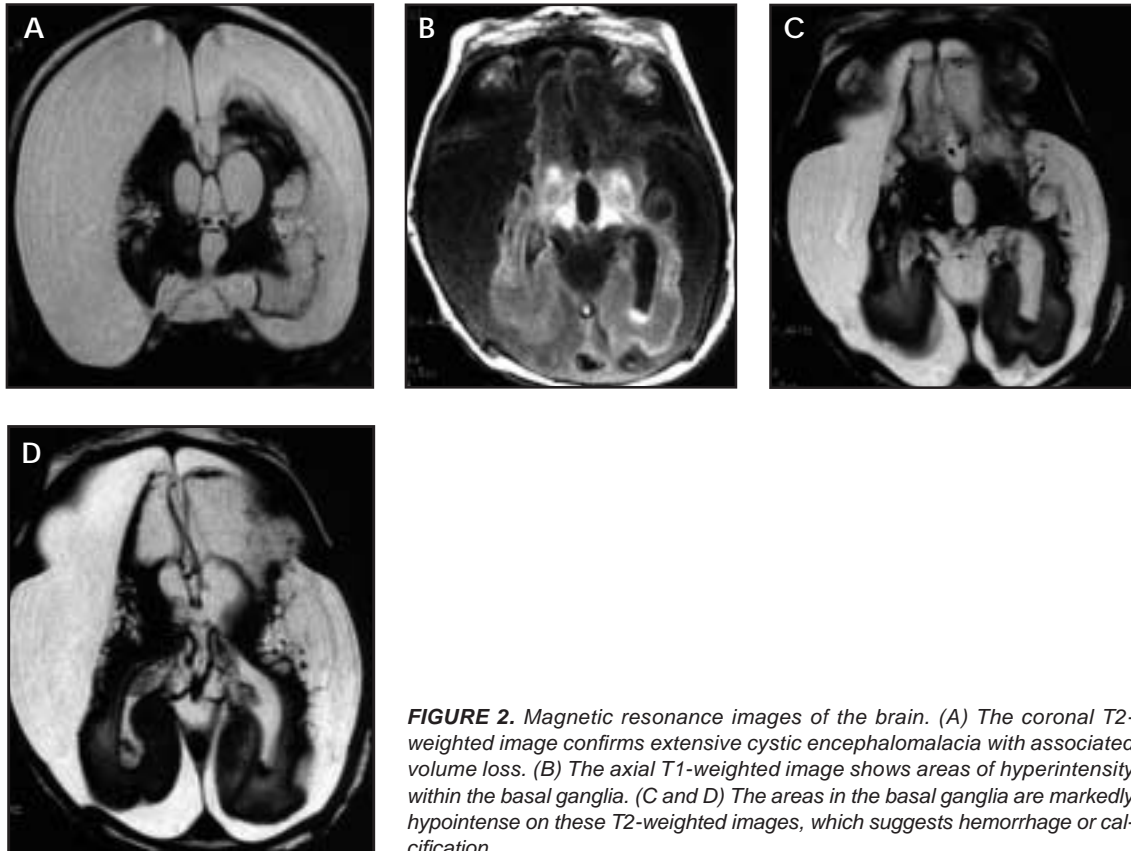 A
B
C
D
FIGURE 2. Magnetic resonance images of the brain. (A) The coronal T2-
weighted image confirms extensive cystic encephalomalacia with associated
volume loss. (B) The axial T1-weighted image shows areas of hyperintensity
within the basal ganglia. (C and D) The areas in the basal ganglia are markedly
hypointense on these T2-weighted images, which suggests hemorrhage or cal-
cification.